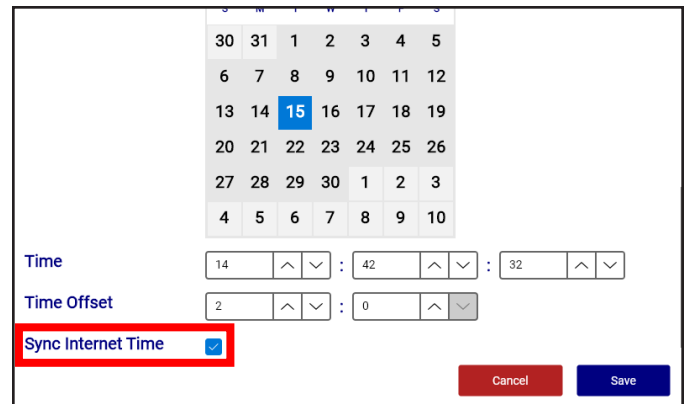 S M T W T F S
30 31 1 2 3 4 5
6 7 8 9 10 11 12
13 14 15 16 17 18 19
20 21 22 23 24 25 26
27 28 29 30 1 2 3
4 5 6 7 8 9 10
Time 14 : 42 : 32
Time Offset 2 : 0
Sync Internet Time
Cancel Save